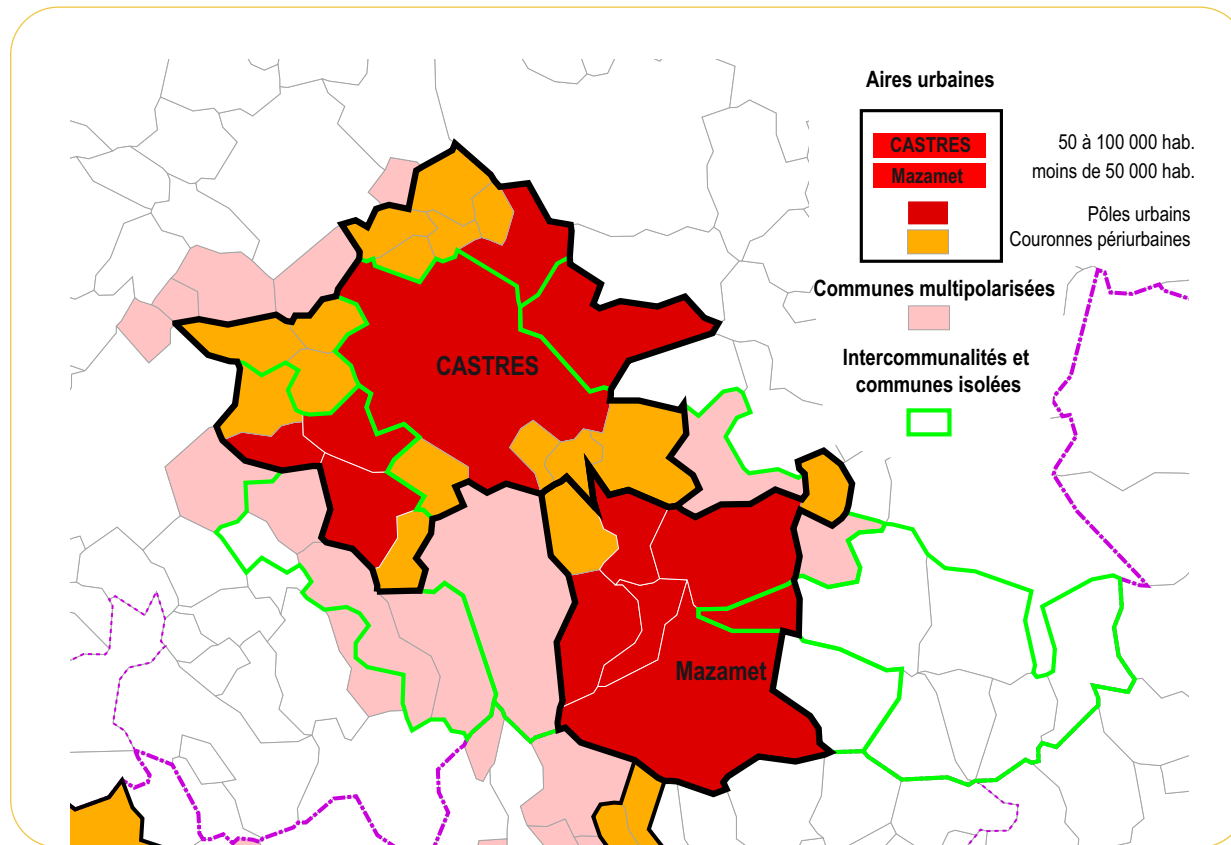 Aires urbaines
CASTRES
50 à 100 000 hab.
Mazamet
moins de 50 000 hab.
Pôles urbains
Couronnes périurbaines
Communes multipolarisées
Intercommunalités et
communes isolées
CASTRES
Mazamet